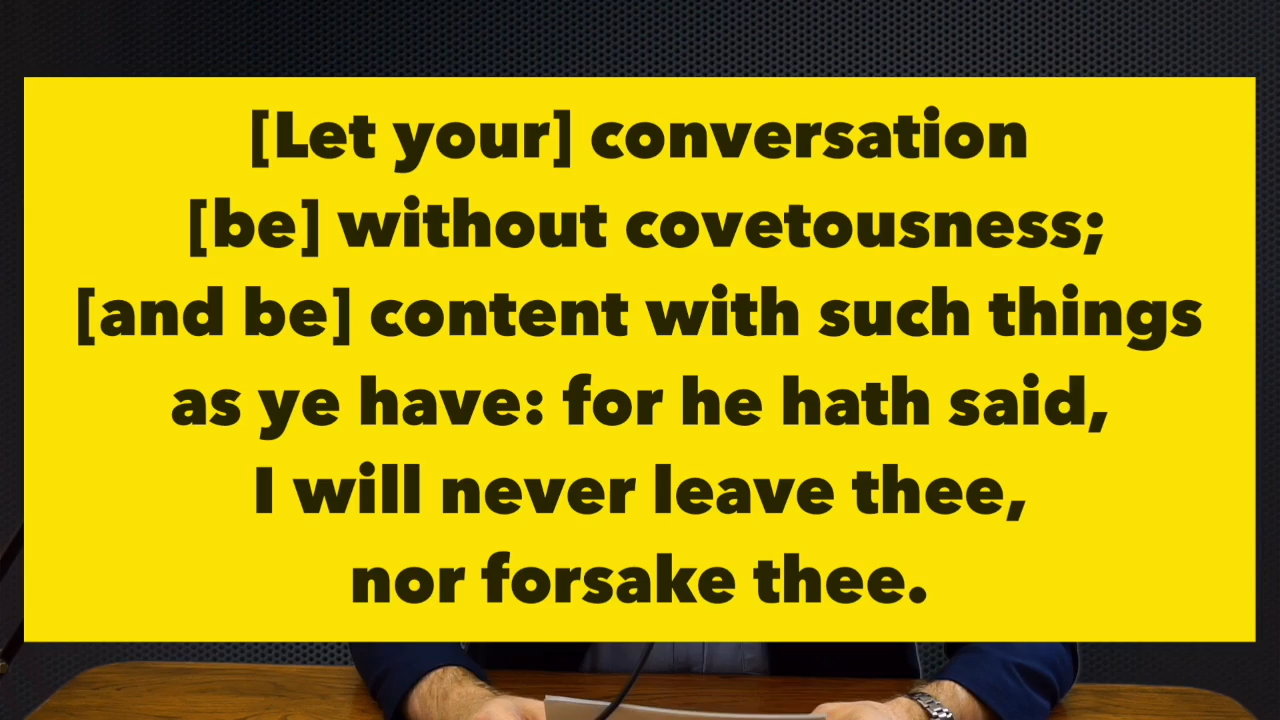 [Let your] conversation
[be] without covetousness;
[and be] content with such things
as ye have: for he hath said,
I will never leave thee,
nor forsake thee.